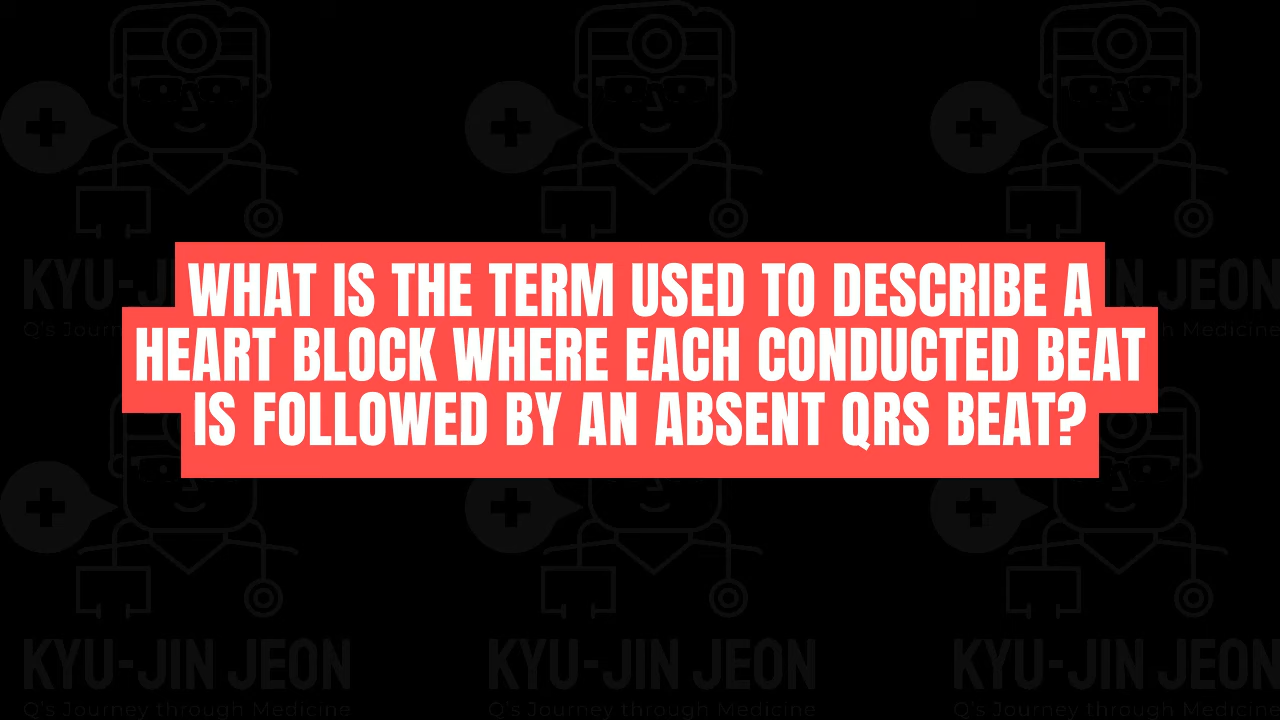 WHAT IS THE TERM USED TO DESCRIBE A
HEART BLOCK WHERE EACH CONDUCTED BEAT
IS FOLLOWED BY AN ABSENT QRS BEAT?
KYU-JIN JEON
Q's Journey through Medicine
KYU-JIN JEON
Q's Journey through Medicine
KYU-JIN JEON
Q's Journey through Medicine